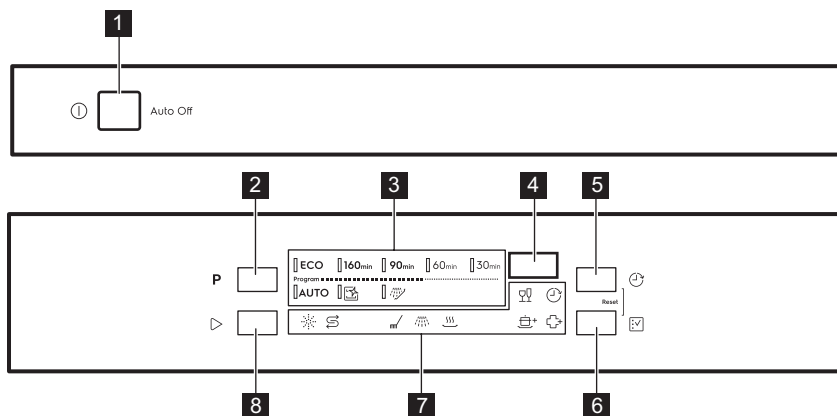 1
Auto Off
2 3 4 5
P ECO 160min 90min 60min 30min
Program
AUTO
Reset
8 7 6